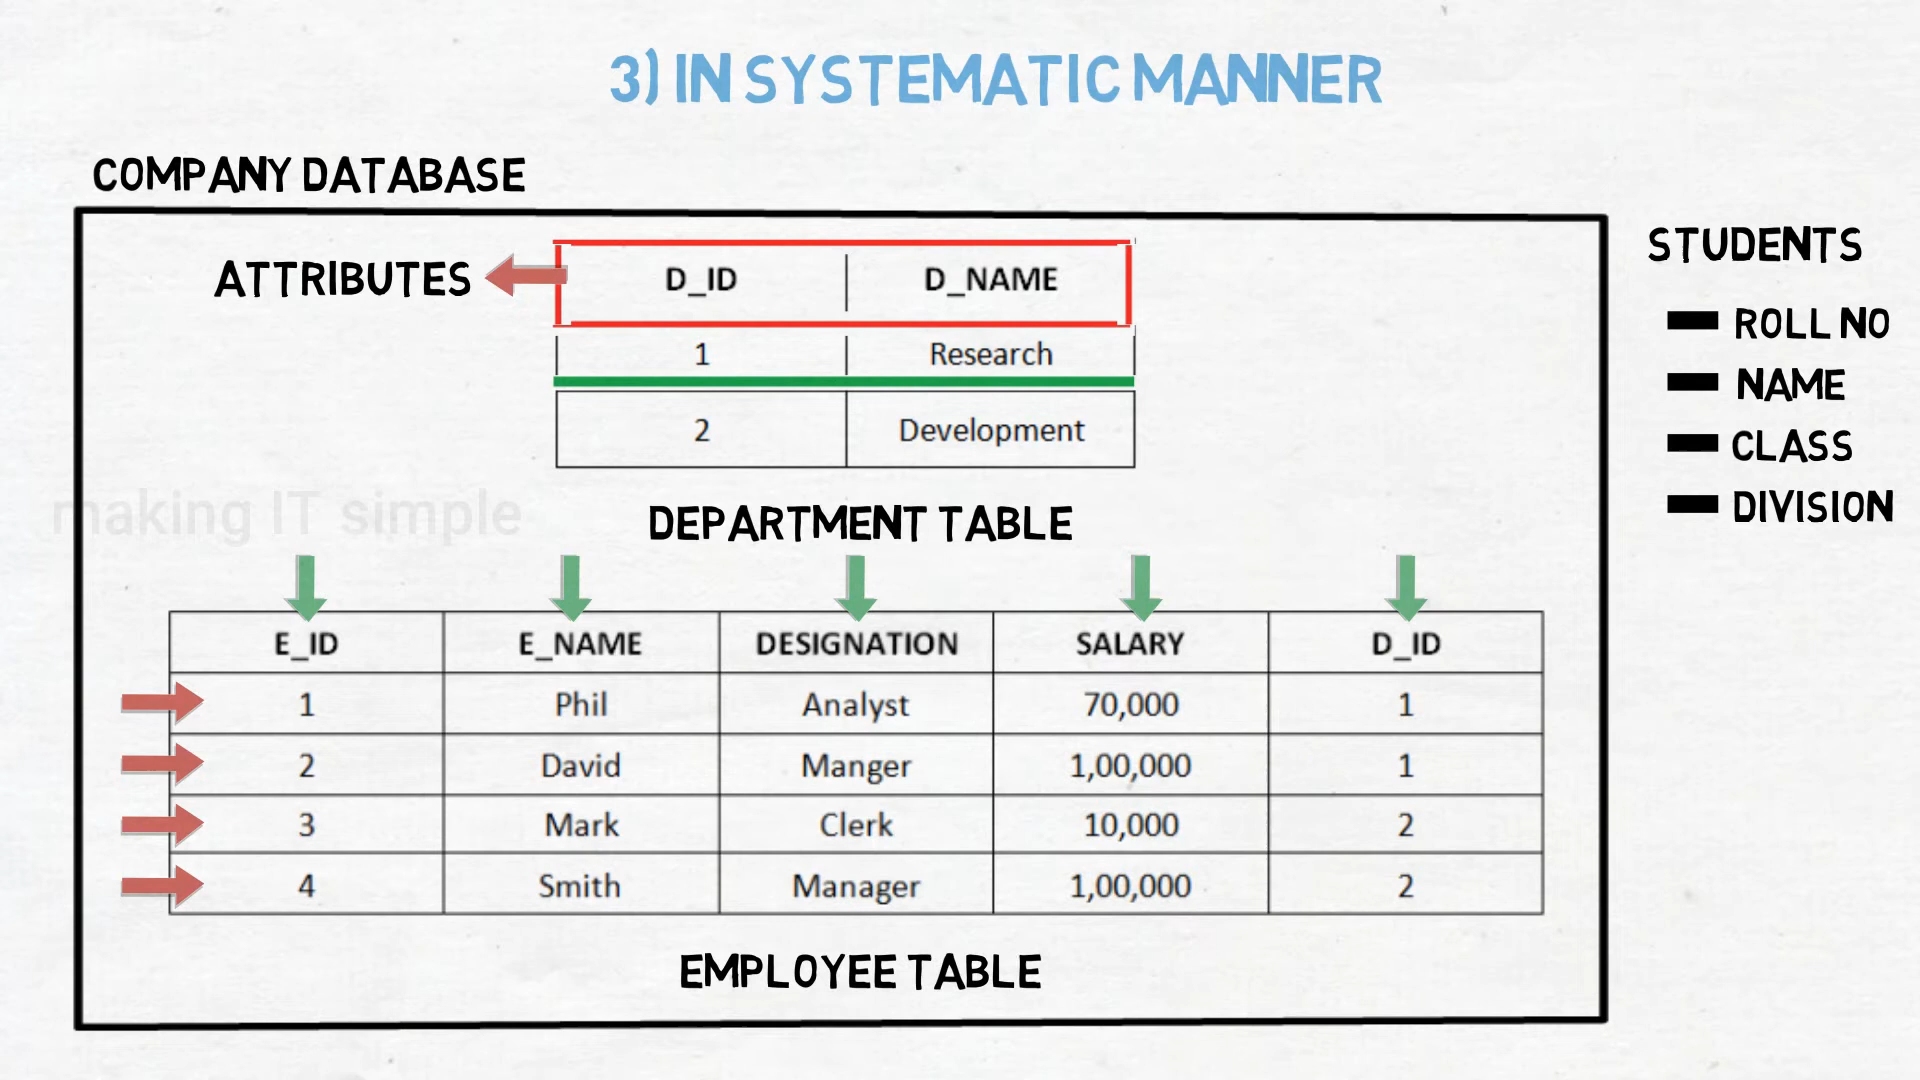 3) IN SYSTEMATIC MANNER
COMPANY DATABASE
ATTRIBUTES
D_ID D_NAME
1 Research
2 Development
making IT simple
DEPARTMENT TABLE
E_ID E_NAME DESIGNATION SALARY D_ID
1 Phil Analyst 70,000 1
2 David Manger 1,00,000 1
3 Mark Clerk 10,000 2
4 Smith Manager 1,00,000 2
EMPLOYEE TABLE
STUDENTS
ROLL NO
NAME
CLASS
DIVISION